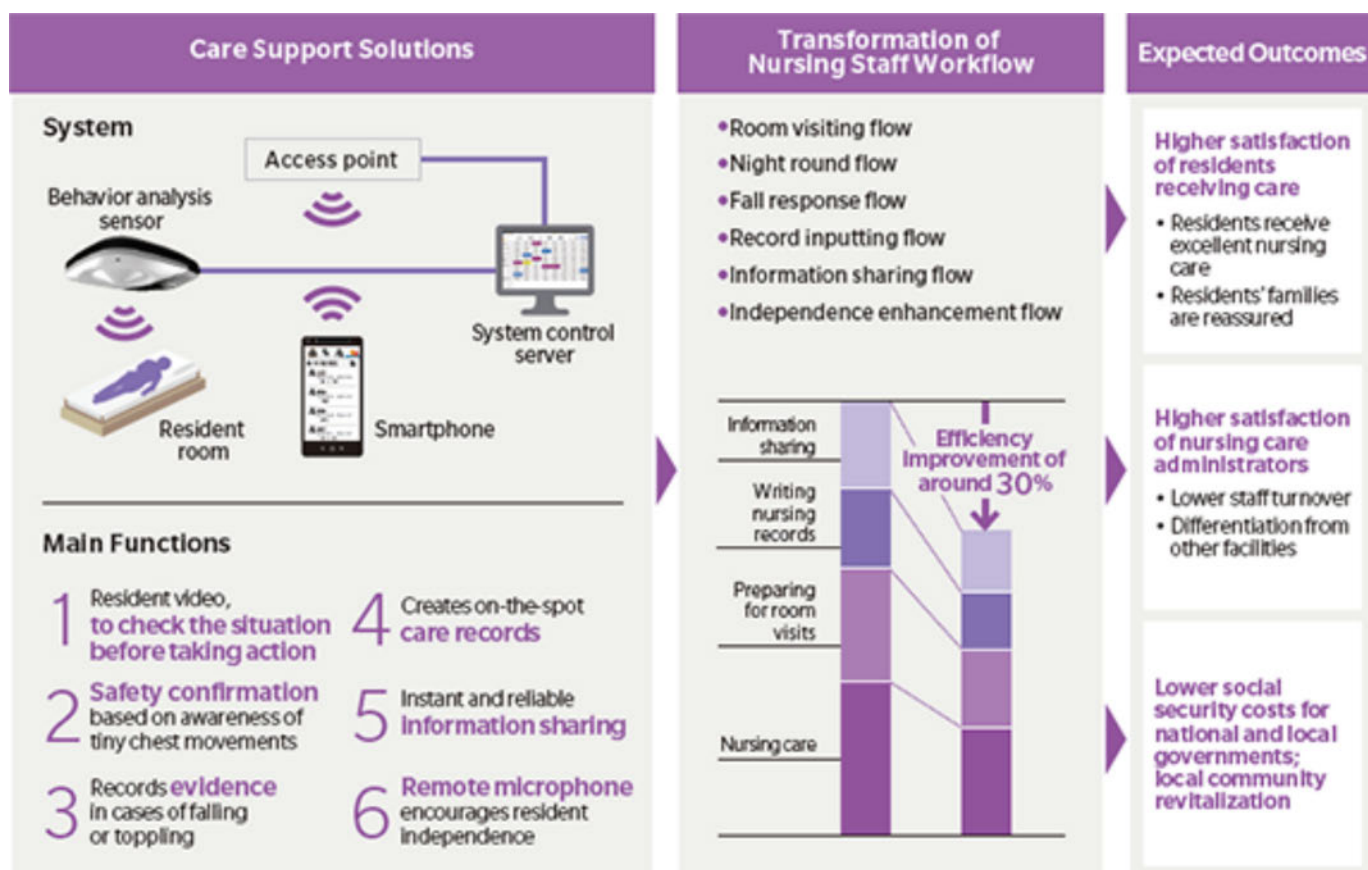 Care Support Solutions
System
Access point
Behavior analysis
sensor
System control
server
Resident
room
Smartphone
Main Functions
1 Resident video,
to check the situation
before taking action
2 Safety confirmation
based on awareness of
tiny chest movements
3 Records evidence
in cases of falling
or toppling
4 Creates on-the-spot
care records
5 Instant and reliable
information sharing
6 Remote microphone
encourages resident
independence
Transformation of
Nursing Staff Workflow
•Room visiting flow
•Night round flow
•Fall response flow
•Record inputting flow
•Information sharing flow
•Independence enhancement flow
Information
sharing
Writing
nursing
records
Preparing
for room
visits
Nursing care
Efficiency
improvement of
around 30%
Expected Outcomes
Higher satisfaction
of residents
receiving care
• Residents receive
excellent nursing
care
• Residents' families
are reassured
Higher satisfaction
of nursing care
administrators
• Lower staff turnover
• Differentiation from
other facilities
Lower social
security costs for
national and local
governments;
local community
revitalization